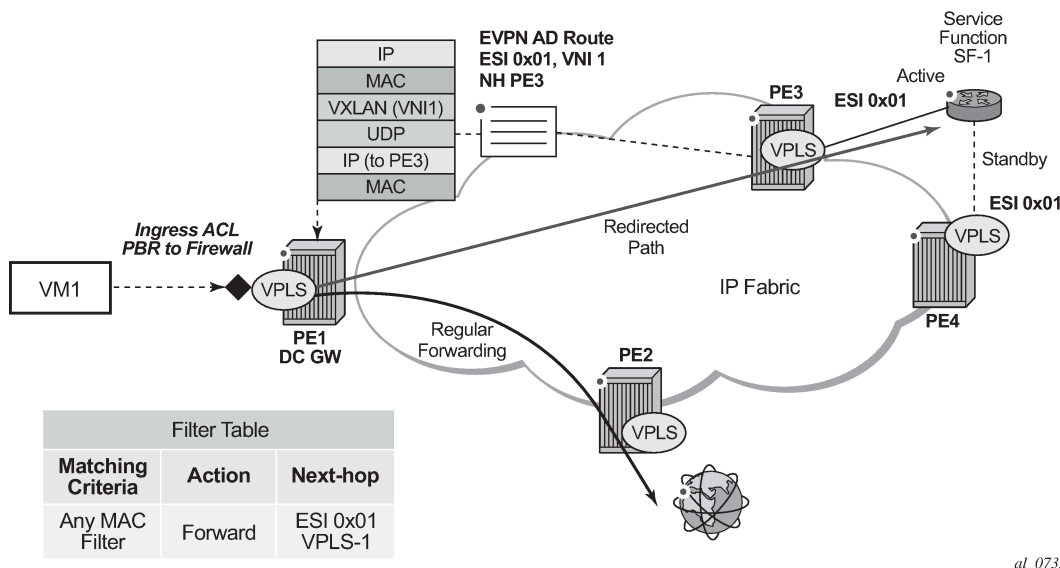 IP
MAC
VXLAN (VNI1)
UDP
IP (to PE3)
MAC
EVPN AD Route
ESI 0x01, VNI 1
NH PE3
Service
Function
SF-1
Active
ESI 0x01
PE3
VPLS
Standby
ESI 0x01
VPLS
PE4
Ingress ACL
PBR to Firewall
VM1
VPLS
PE1
DC GW
Redirected
Path
IP Fabric
Regular
Forwarding
PE2
VPLS
Filter Table
Matching
Criteria
Action
Next-hop
Any MAC
Filter
Forward
ESI 0x01
VPLS-1
al_073